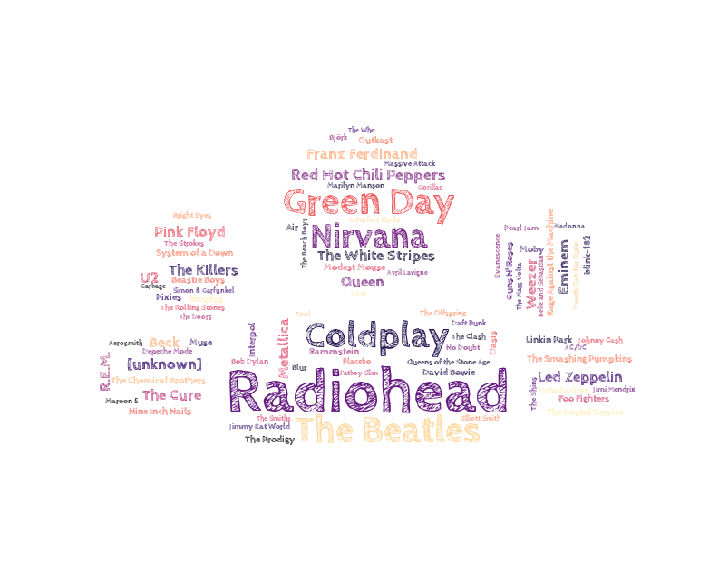 The Who
Björk
Outkast
Franz Ferdinand
Massive Attack
Red Hot Chili Peppers
Marilyn Manson
Gorillaz
Green Day
A Perfect Circle
Air
The Beach Boys
Nirvana
The White Stripes
Modest Mouse
Avril Lavigne
Queen
Bright Eyes
Pink Floyd
The Strokes
System of a Down
The Killers
U2
Beastie Boys
Garbage
Simon & Garfunkel
Pixies
The Rolling Stones
The Doors
Pearl Jam
Madonna
Evanescence
Guns N' Roses
Moby
The Mars Volta
Weezer
Belle and Sebastian
Rage Against the Machine
Eminem
Death Cab for Cutie
blink-182
The Offspring
Daft Punk
Interpol
Metallica
Coldplay
The Clash
Oasis
Rammstein
No Doubt
Bob Dylan
Placebo
Queens of the Stone Age
Blur
Fatboy Slim
David Bowie
Radiohead
The Smiths
Elliott Smith
Jimmy Eat World
The Beatles
The Prodigy
Aerosmith
Beck
Muse
Depeche Mode
R.E.M.
[unknown]
The Chemical Brothers
The Cure
Maroon 5
Nine Inch Nails
Linkin Park
Johnny Cash
AC/DC
The Smashing Pumpkins
The Shins
Led Zeppelin
Jimi Hendrix
Foo Fighters
The Postal Service